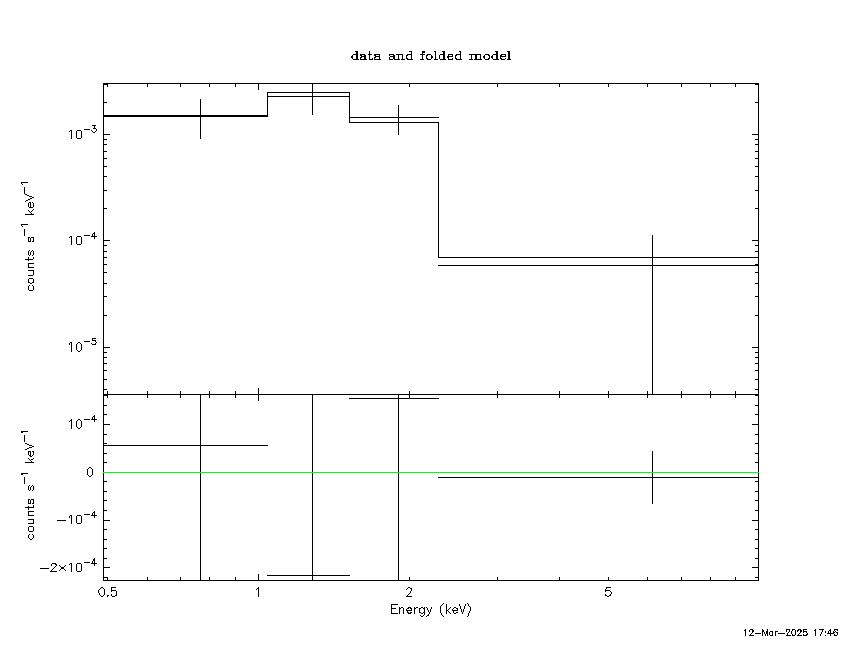 data and folded model
10⁻³
10⁻⁴
10⁻⁵
counts s⁻¹ keV⁻¹
10⁻⁴
0
−10⁻⁴
−2×10⁻⁴
counts s⁻¹ keV⁻¹
0.5 1 2 5
Energy (keV)
12−Mar−2025 17:46